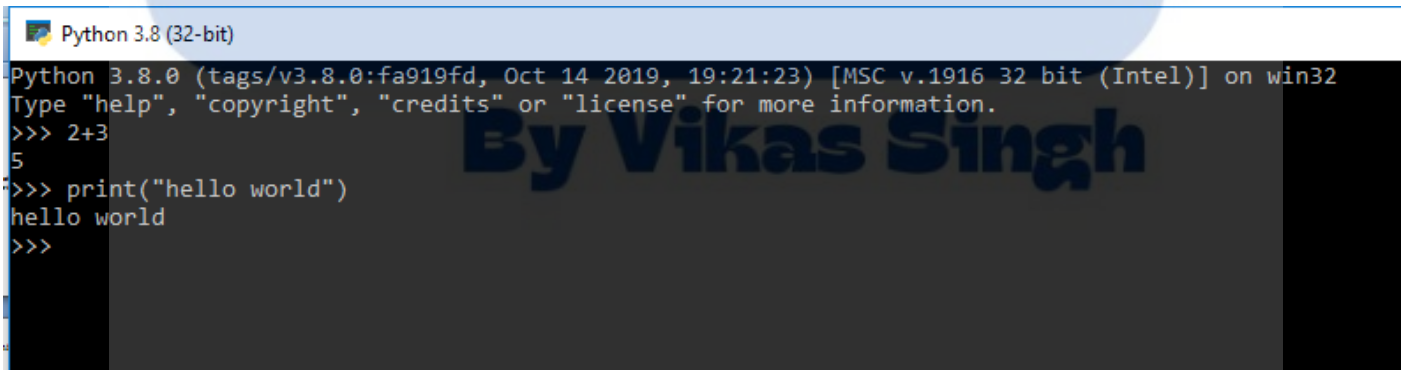 Python 3.8 (32-bit)
Python 3.8.0 (tags/v3.8.0:fa919fd, Oct 14 2019, 19:21:23) [MSC v.1916 32 bit (Intel)] on win32
Type "help", "copyright", "credits" or "license" for more information.
>>> 2+3
5
>>> print("hello world")
hello world
>>>
By Vikas Singh